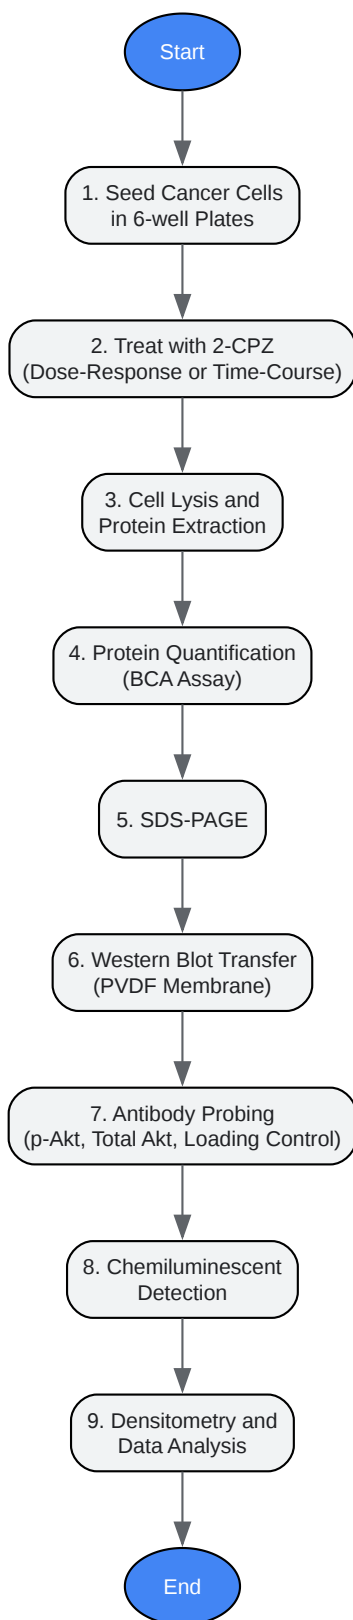 Start
1. Seed Cancer Cells
in 6-well Plates
2. Treat with 2-CPZ
(Dose-Response or Time-Course)
3. Cell Lysis and
Protein Extraction
4. Protein Quantification
(BCA Assay)
5. SDS-PAGE
6. Western Blot Transfer
(PVDF Membrane)
7. Antibody Probing
(p-Akt, Total Akt, Loading Control)
8. Chemiluminescent
Detection
9. Densitometry and
Data Analysis
End